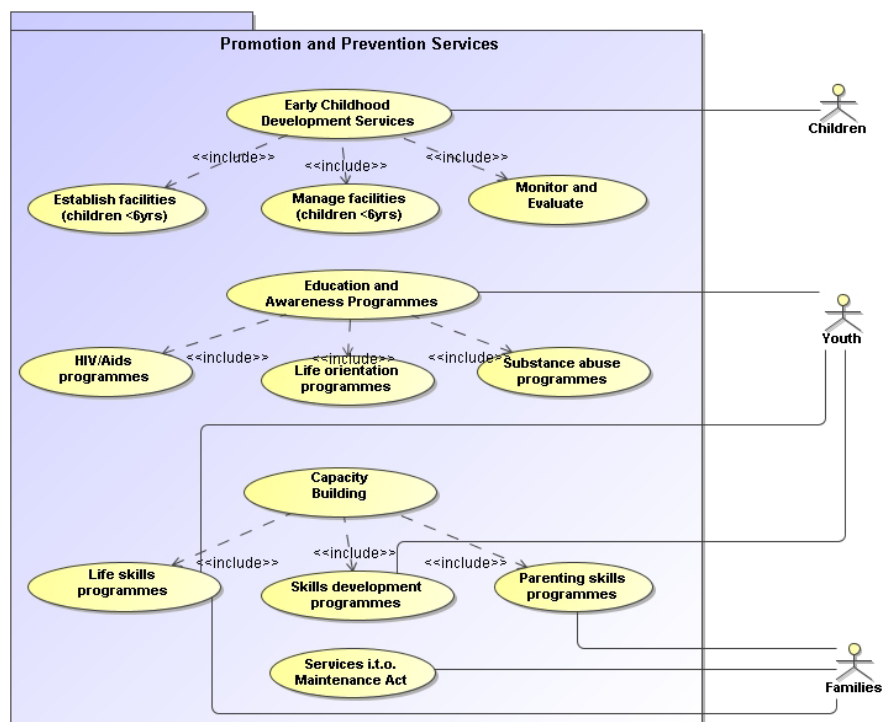 Promotion and Prevention Services
Early Childhood
Development Services
Children
<<include>>
<<include>>
<<include>>
Establish facilities
(children <6yrs)
Manage facilities
(children <6yrs)
Monitor and
Evaluate
Education and
Awareness Programmes
Youth
<<include>>
<<include>>
<<include>>
HIV/Aids
programmes
Life orientation
programmes
Substance abuse
programmes
Capacity
Building
<<include>>
<<include>>
<<include>>
Life skills
programmes
Skills development
programmes
Parenting skills
programmes
Services i.t.o.
Maintenance Act
Families